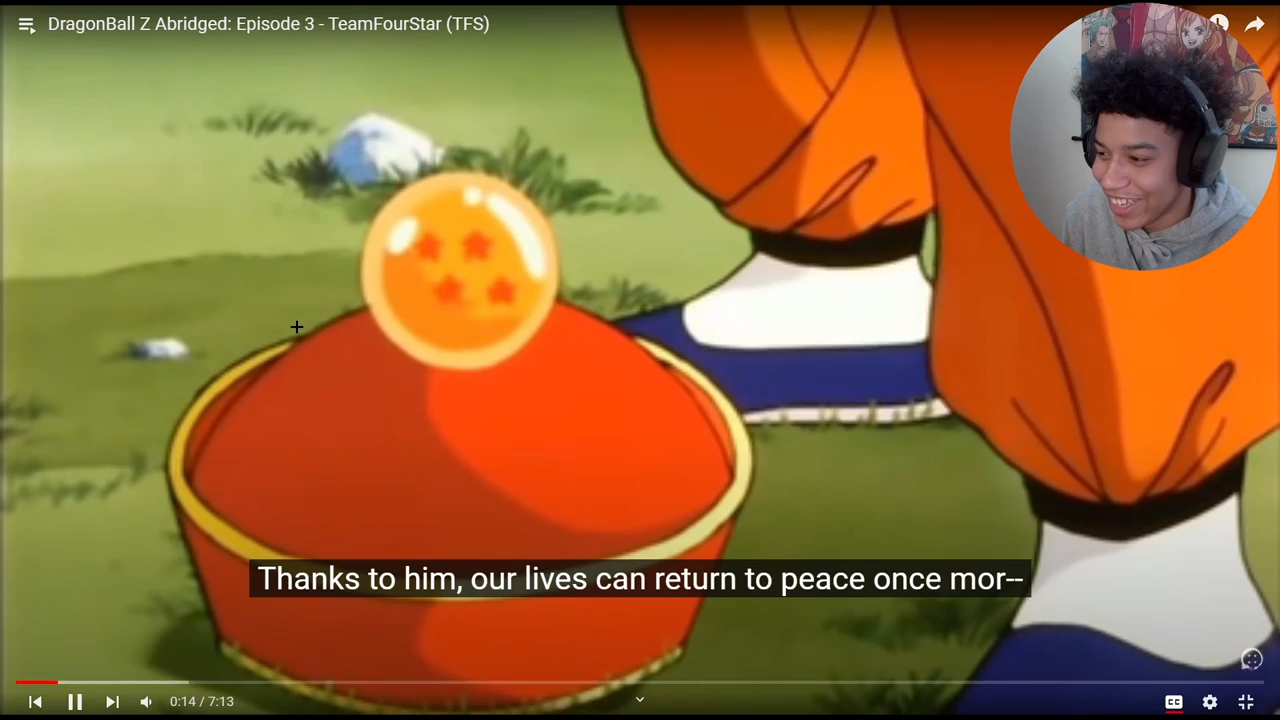 DragonBall Z Abridged: Episode 3 - TeamFourStar (TFS)
Thanks to him, our lives can return to peace once mor--
0:14 / 7:13
CC